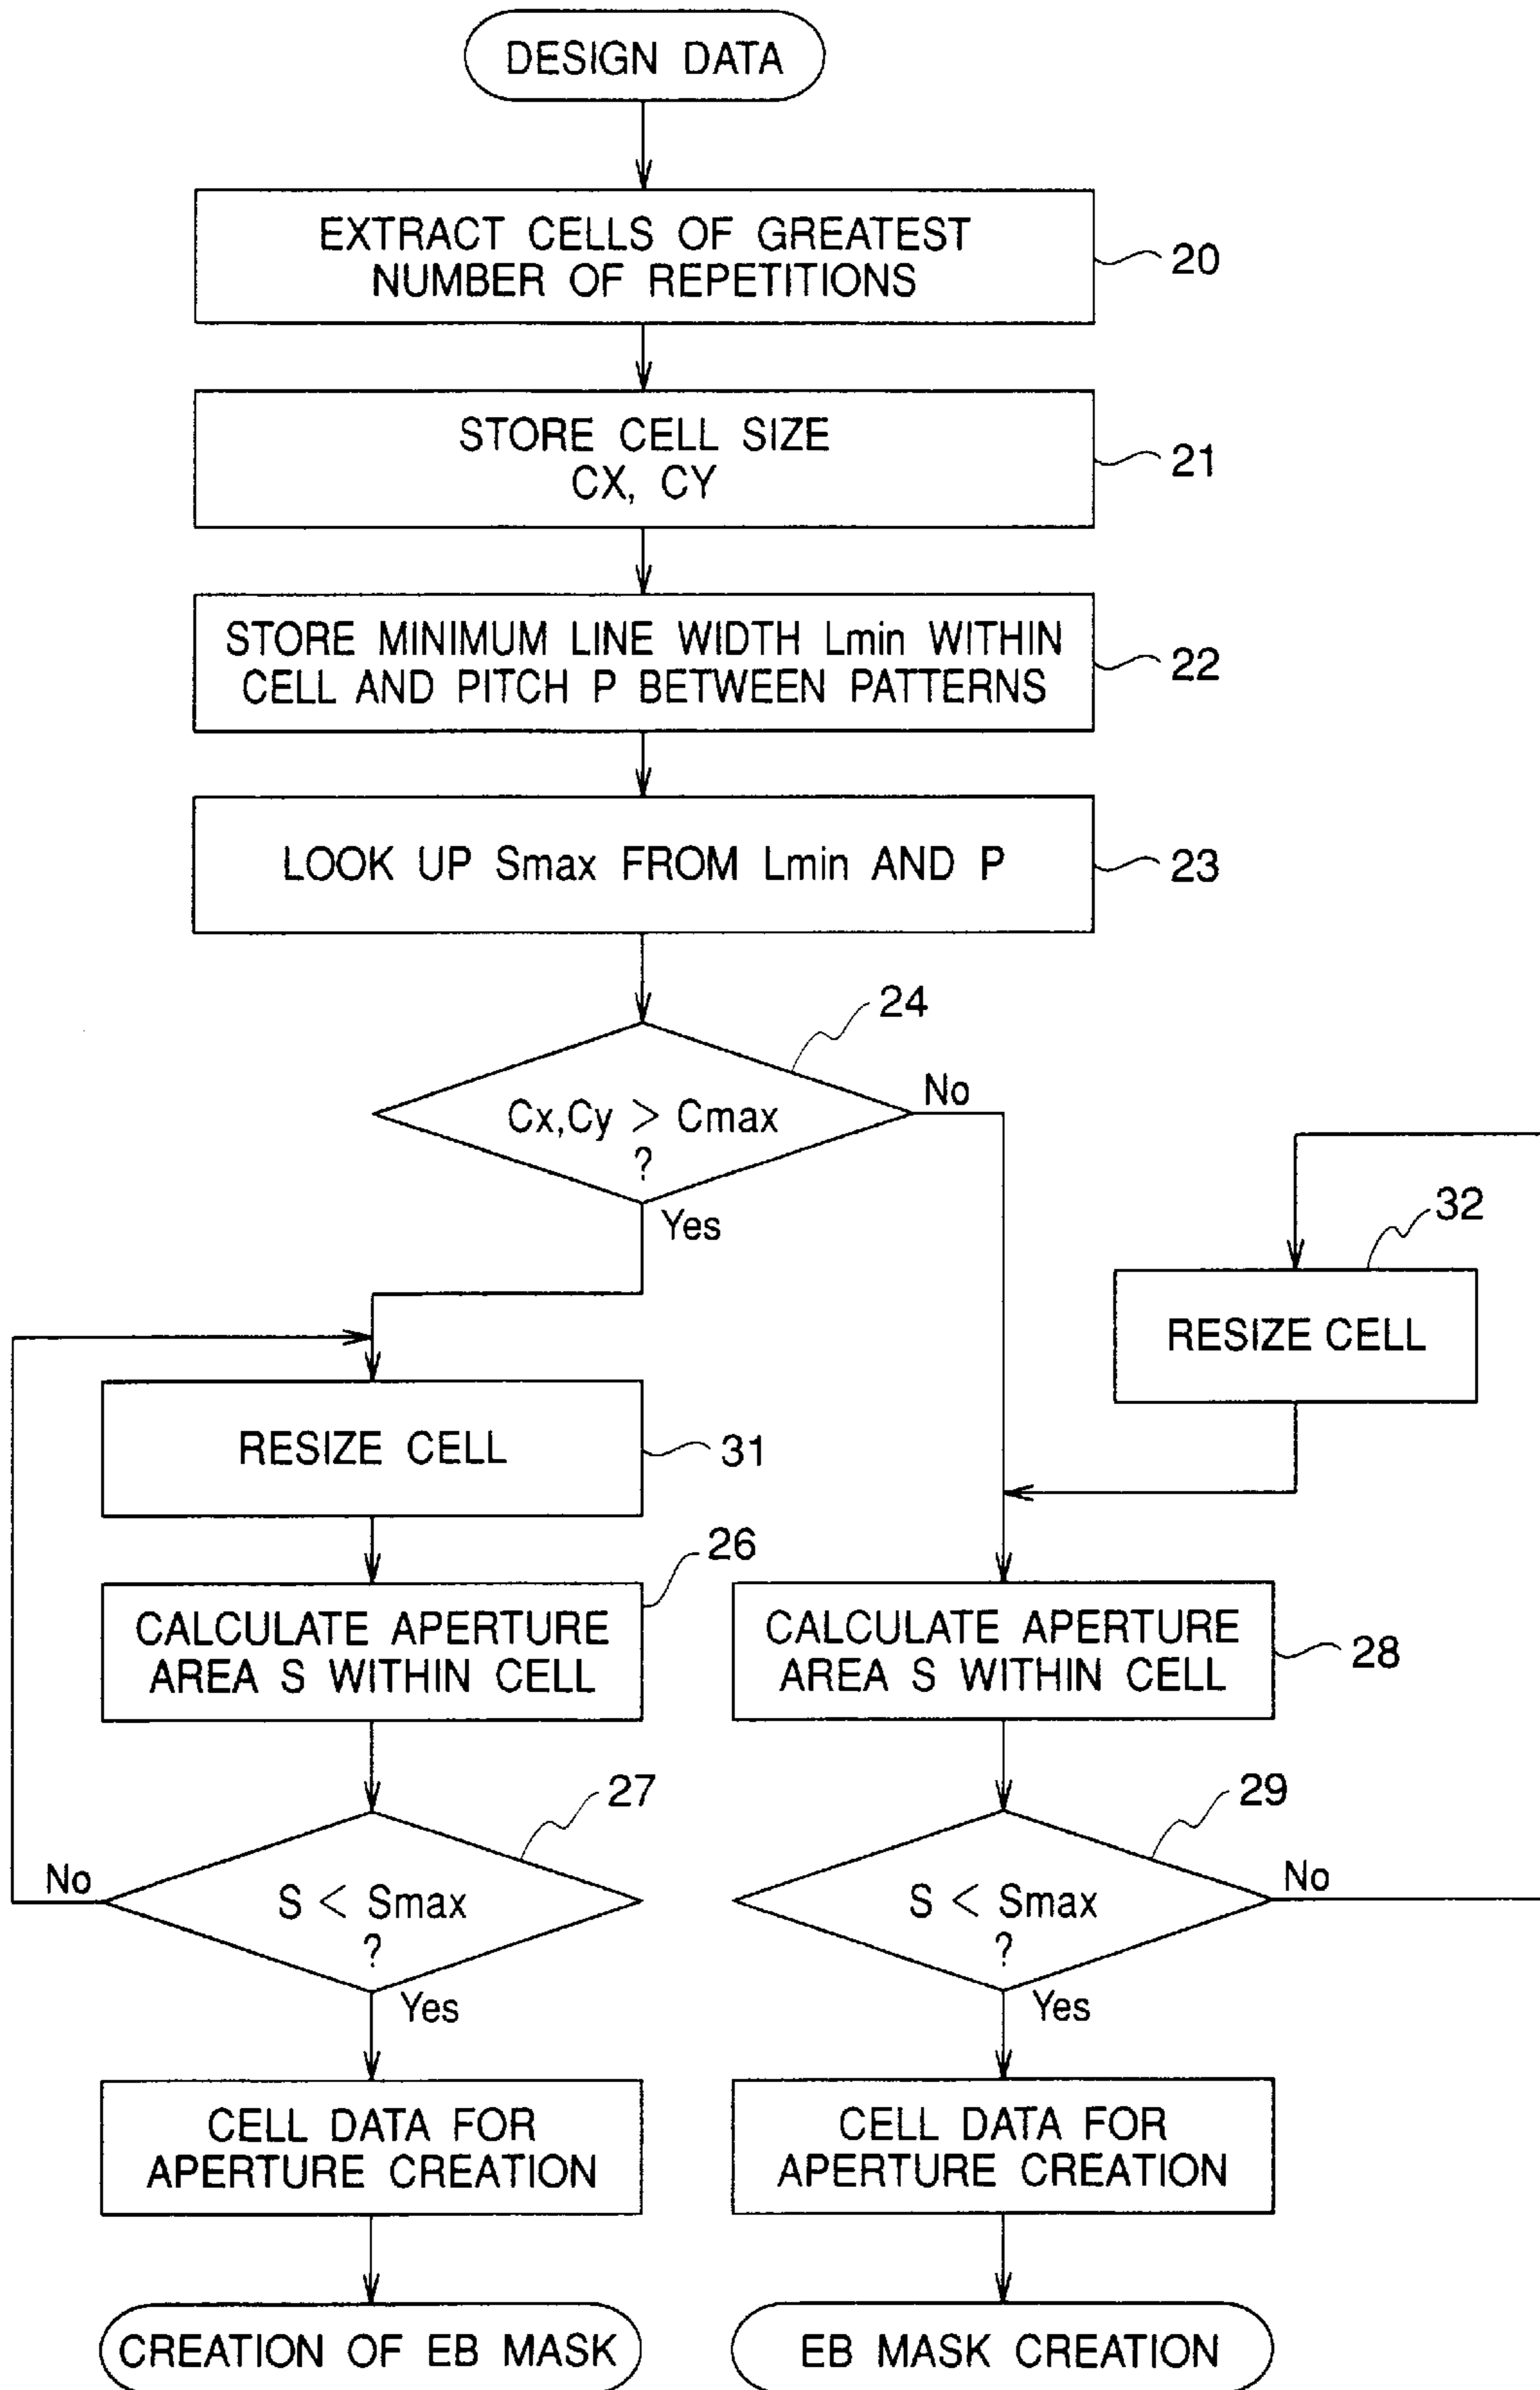 DESIGN DATA
EXTRACT CELLS OF GREATEST
NUMBER OF REPETITIONS
20
STORE CELL SIZE
CX, CY
21
STORE MINIMUM LINE WIDTH Lmin WITHIN
CELL AND PITCH P BETWEEN PATTERNS
22
LOOK UP Smax FROM Lmin AND P
23
24
Cx,Cy > Cmax
?
No
Yes
32
RESIZE CELL
RESIZE CELL
31
26
CALCULATE APERTURE
AREA S WITHIN CELL
CALCULATE APERTURE
AREA S WITHIN CELL
28
27
S < Smax
?
No
Yes
29
S < Smax
?
No
Yes
CELL DATA FOR
APERTURE CREATION
CELL DATA FOR
APERTURE CREATION
CREATION OF EB MASK
EB MASK CREATION